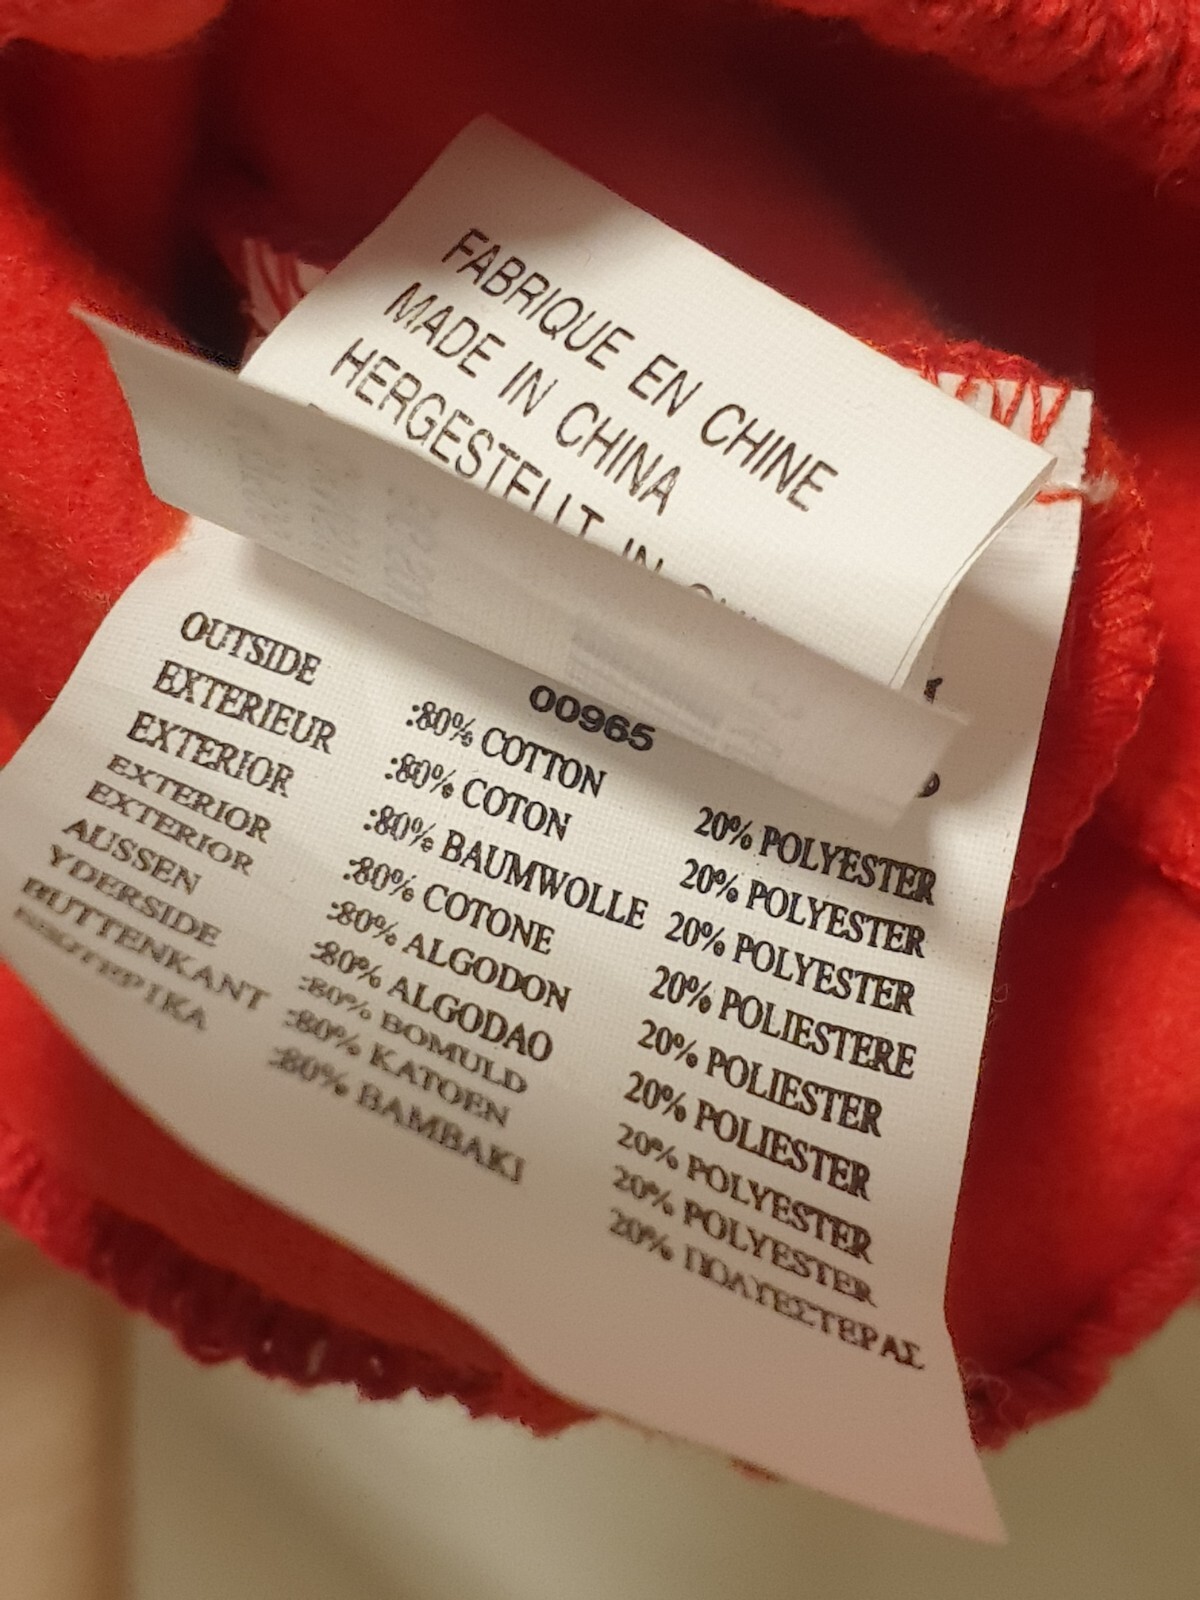 FABRIQUE EN CHINE
MADE IN CHINA
HERGESTELLT IN
00965
OUTSIDE :80% COTTON 20% POLYESTER
EXTERIEUR :80% COTON 20% POLYESTER
EXTERIOR :80% BAUMWOLLE 20% POLYESTER
EXTERIOR :80% COTONE 20% POLIESTERE
EXTERIOR :80% ALGODON 20% POLIESTER
AUSSEN :80% ALGODAO 20% POLIESTER
YDERSIDE :80% BOMULD 20% POLYESTER
BUITENKANT :80% KATOEN 20% POLYESTER
:80% BAMBAKI 20% ΠΟΛΥΕΣΤΕΡΑΣ